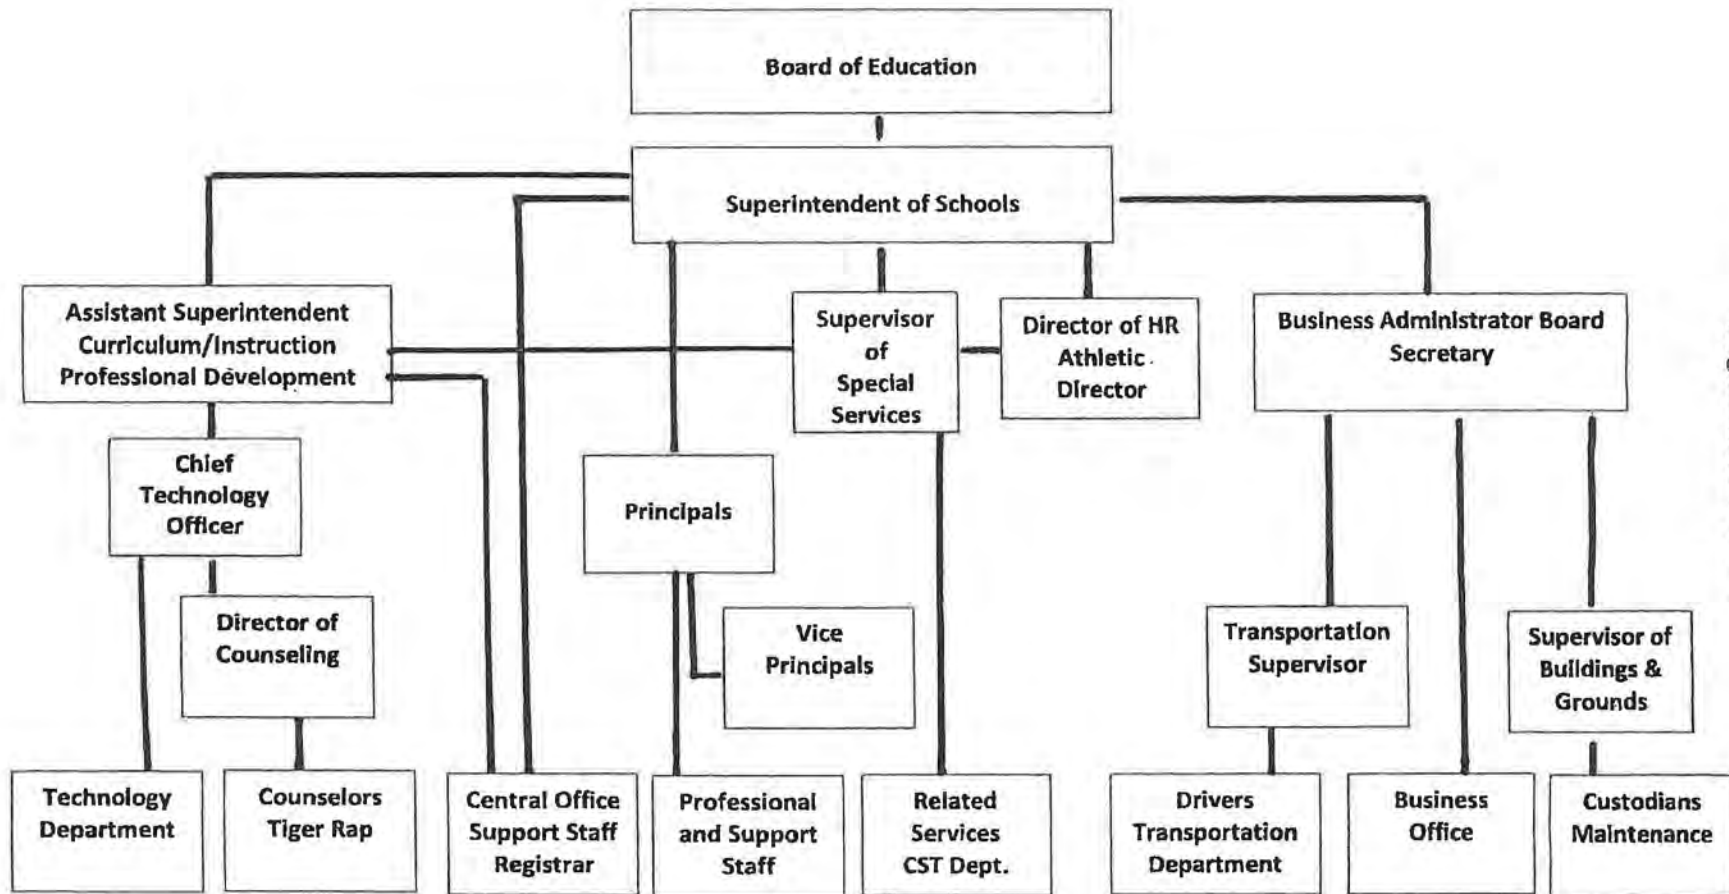 Board of Education
Superintendent of Schools
Assistant Superintendent
Curriculum/Instruction
Professional Development
Supervisor
of
Special
Services
Director of HR
Athletic
Director
Business Administrator Board
Secretary
Chief
Technology
Officer
Principals
Director of
Counseling
Vice
Principals
Transportation
Supervisor
Supervisor of
Buildings &
Grounds
Technology
Department
Counselors
Tiger Rap
Central Office
Support Staff
Registrar
Professional
and Support
Staff
Related
Services
CST Dept.
Drivers
Transportation
Department
Business
Office
Custodians
Maintenance